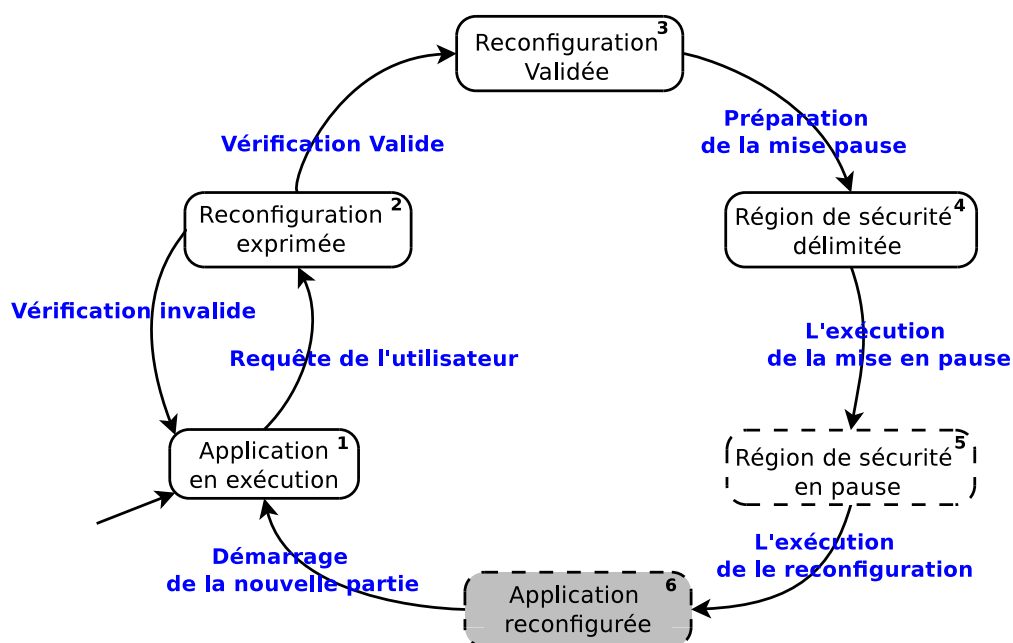 Reconfiguration 3
Validée
Préparation
de la mise pause
Vérification Valide
Reconfiguration 2
exprimée
Région de sécurité 4
délimitée
Vérification invalide
Requête de l'utilisateur
L'exécution
de la mise en pause
Application 1
en exécution
Région de sécurité 5
en pause
L'exécution
de le reconfiguration
Démarrage
de la nouvelle partie
Application 6
reconfigurée